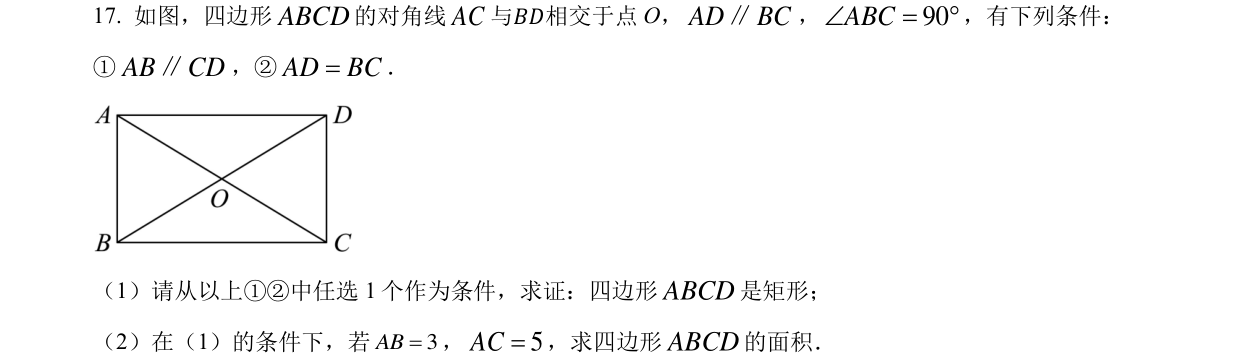 17. 如图，四边形ABCD的对角线AC与BD相交于点O，AD∥BC，∠ABC=90°，有下列条件：
①AB∥CD，②AD=BC．
A
D
O
B
C
（1）请从以上①②中任选1个作为条件，求证：四边形ABCD是矩形；
（2）在（1）的条件下，若AB=3，AC=5，求四边形ABCD的面积．